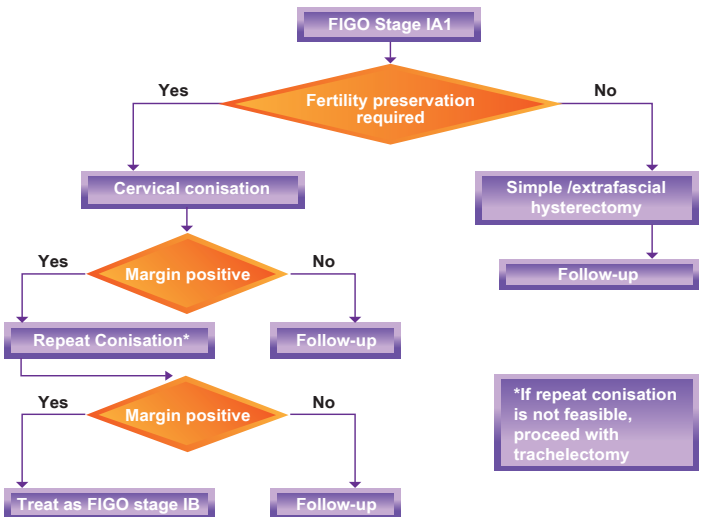 FIGO Stage IA1
Yes
No
Fertility preservation
required
Cervical conisation
Simple /extrafascial
hysterectomy
Yes
Margin positive
No
Follow-up
Repeat Conisation*
Follow-up
Yes
Margin positive
No
*If repeat conisation
is not feasible,
proceed with
trachelectomy
Treat as FIGO stage IB
Follow-up